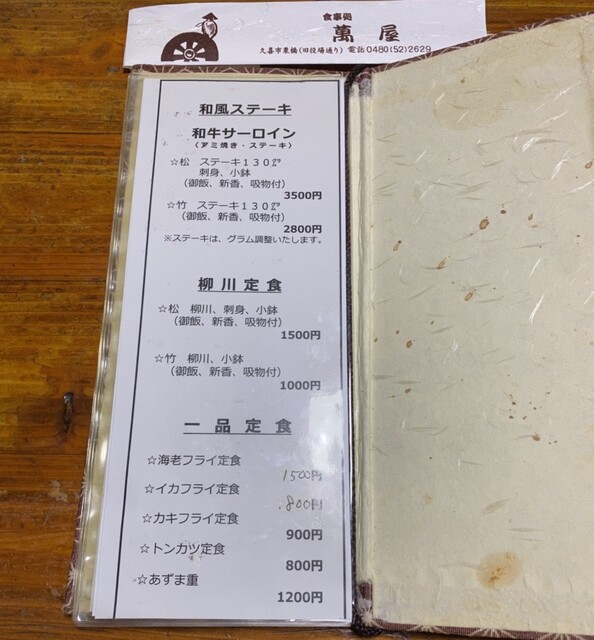 食事処
萬屋
久喜市栗橋(旧役場通り) 電話 0480(52)2629
和風ステーキ
和牛サーロイン
〈アミ焼き・ステーキ〉
☆松 ステーキ130㌘
刺身、小鉢
(御飯、新香、吸物付)
3500円
☆竹 ステーキ130㌘
(御飯、新香、吸物付)
2800円
※ステーキは、グラム調整いたします。
柳川定食
☆松 柳川、刺身、小鉢
(御飯、新香、吸物付)
1500円
☆竹 柳川、小鉢
(御飯、新香、吸物付)
1000円
一品定食
☆海老フライ定食
1500円
☆イカフライ定食
800円
☆カキフライ定食
900円
☆トンカツ定食
800円
☆あずま重
1200円